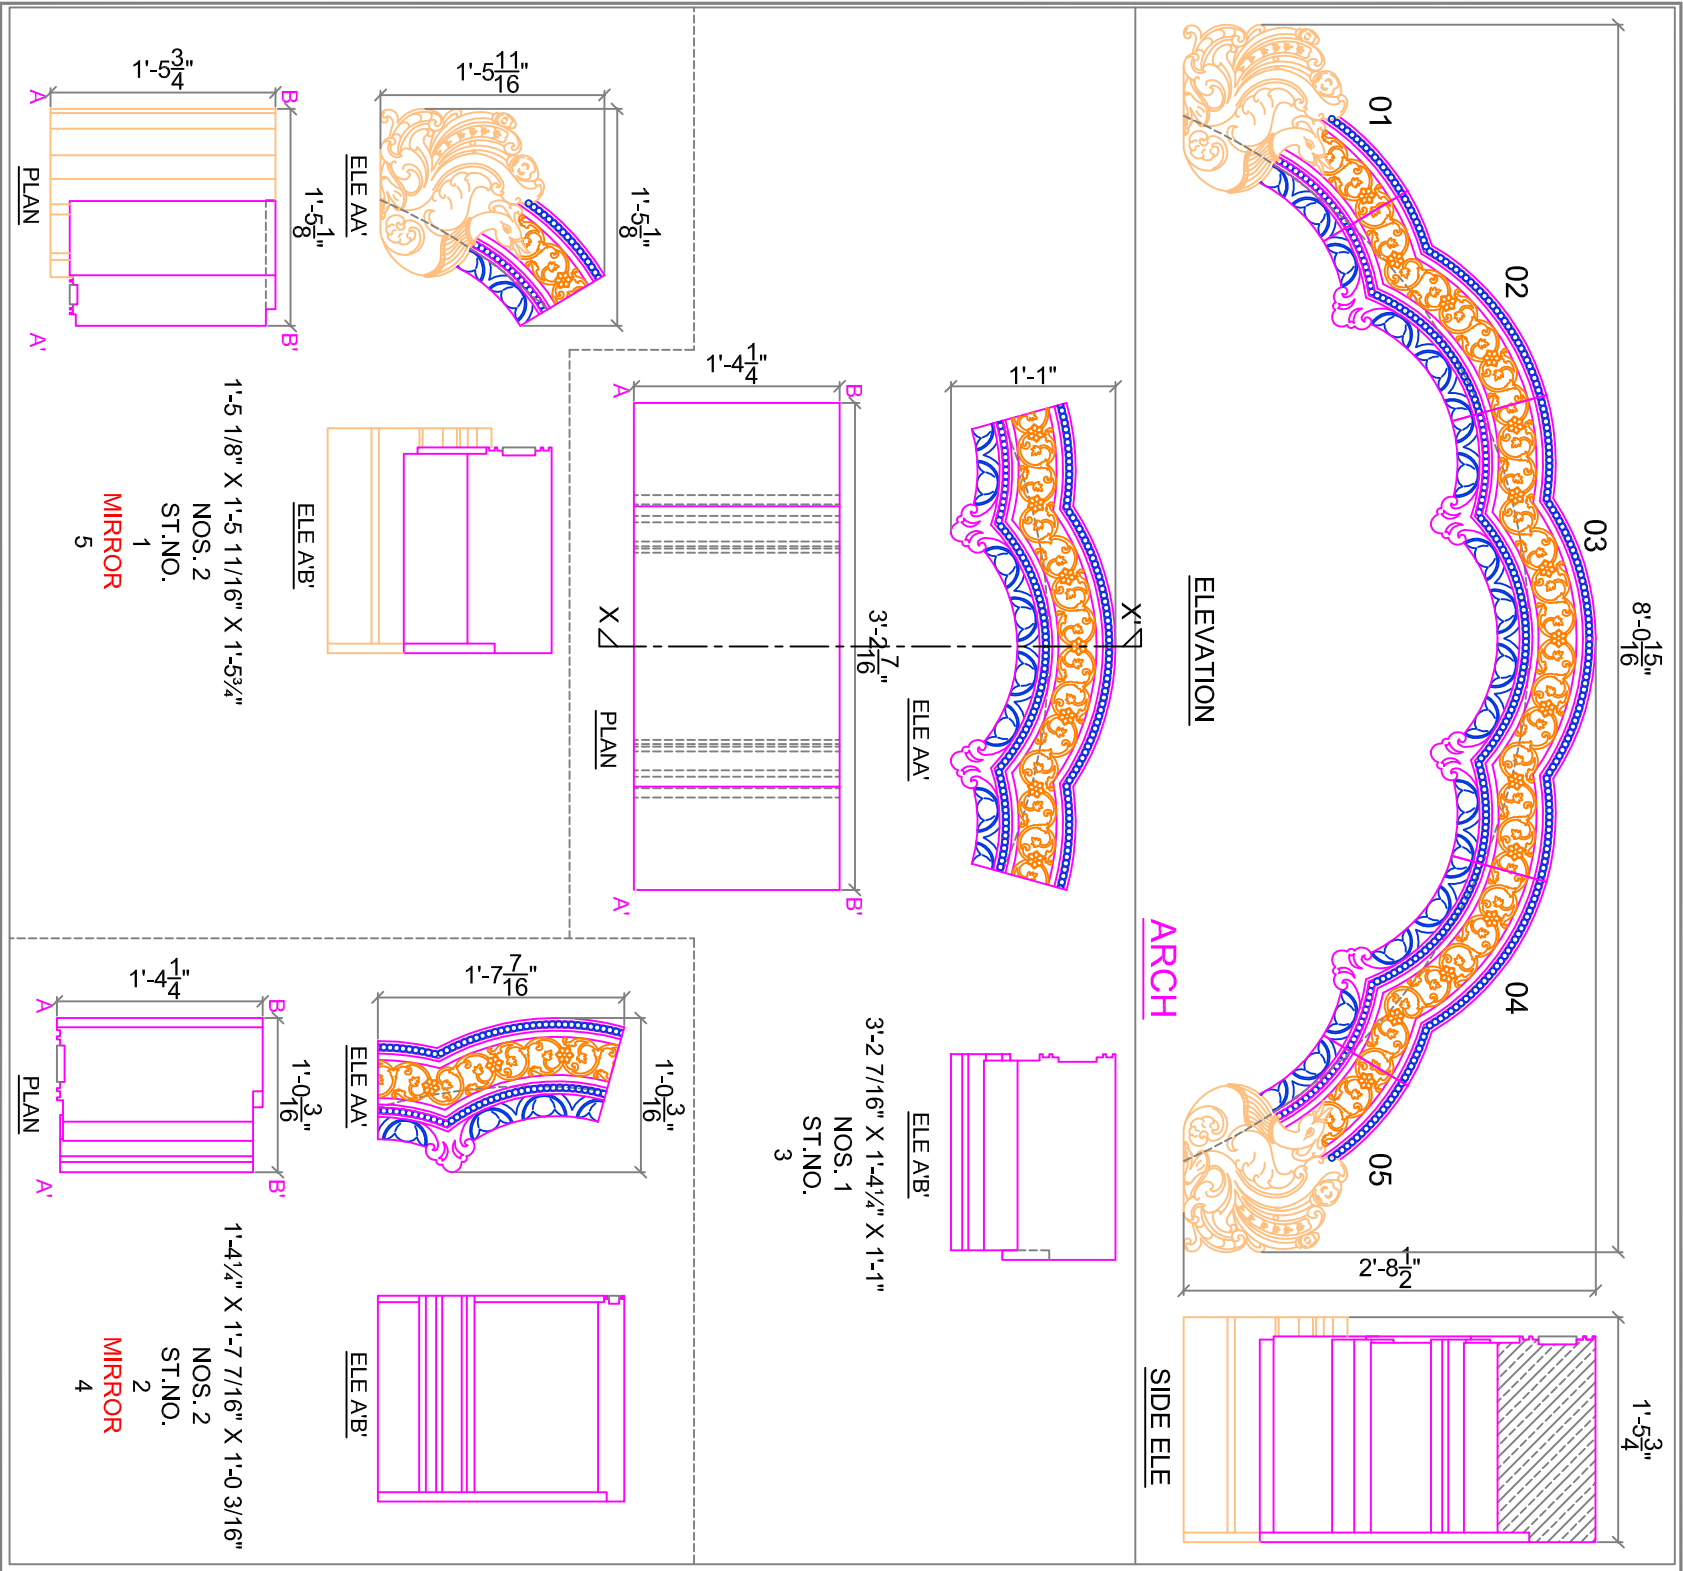 8'-0 15/16"
01
02
03
04
05
ELEVATION
2'-8 1/2"
1'-5 3/4"
SIDE ELE
ARCH
1'-1"
X'
ELE AA'
1'-4 1/4"
B
A
3'-2 7/16"
X
PLAN
B'
A'
ELE A'B'
3'-2 7/16" X 1'-4¼" X 1'-1"
NOS. 1
ST.NO.
3
1'-5 11/16"
1'-5 1/8"
ELE AA'
1'-5 3/4"
B
A
1'-5 1/8"
PLAN
B'
A'
ELE A'B'
1'-5 1/8" X 1'-5 11/16" X 1'-5¾"
NOS. 2
ST.NO.
1
MIRROR
5
1'-7 7/16"
1'-0 3/16"
ELE AA'
1'-4 1/4"
B
A
1'-0 3/16"
PLAN
B'
A'
ELE A'B'
1'-4¼" X 1'-7 7/16" X 1'-0 3/16"
NOS. 2
ST.NO.
2
MIRROR
4